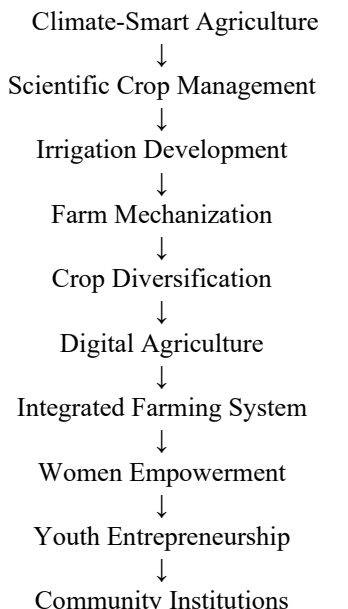 Climate-Smart Agriculture
↓
Scientific Crop Management
↓
Irrigation Development
↓
Farm Mechanization
↓
Crop Diversification
↓
Digital Agriculture
↓
Integrated Farming System
↓
Women Empowerment
↓
Youth Entrepreneurship
↓
Community Institutions